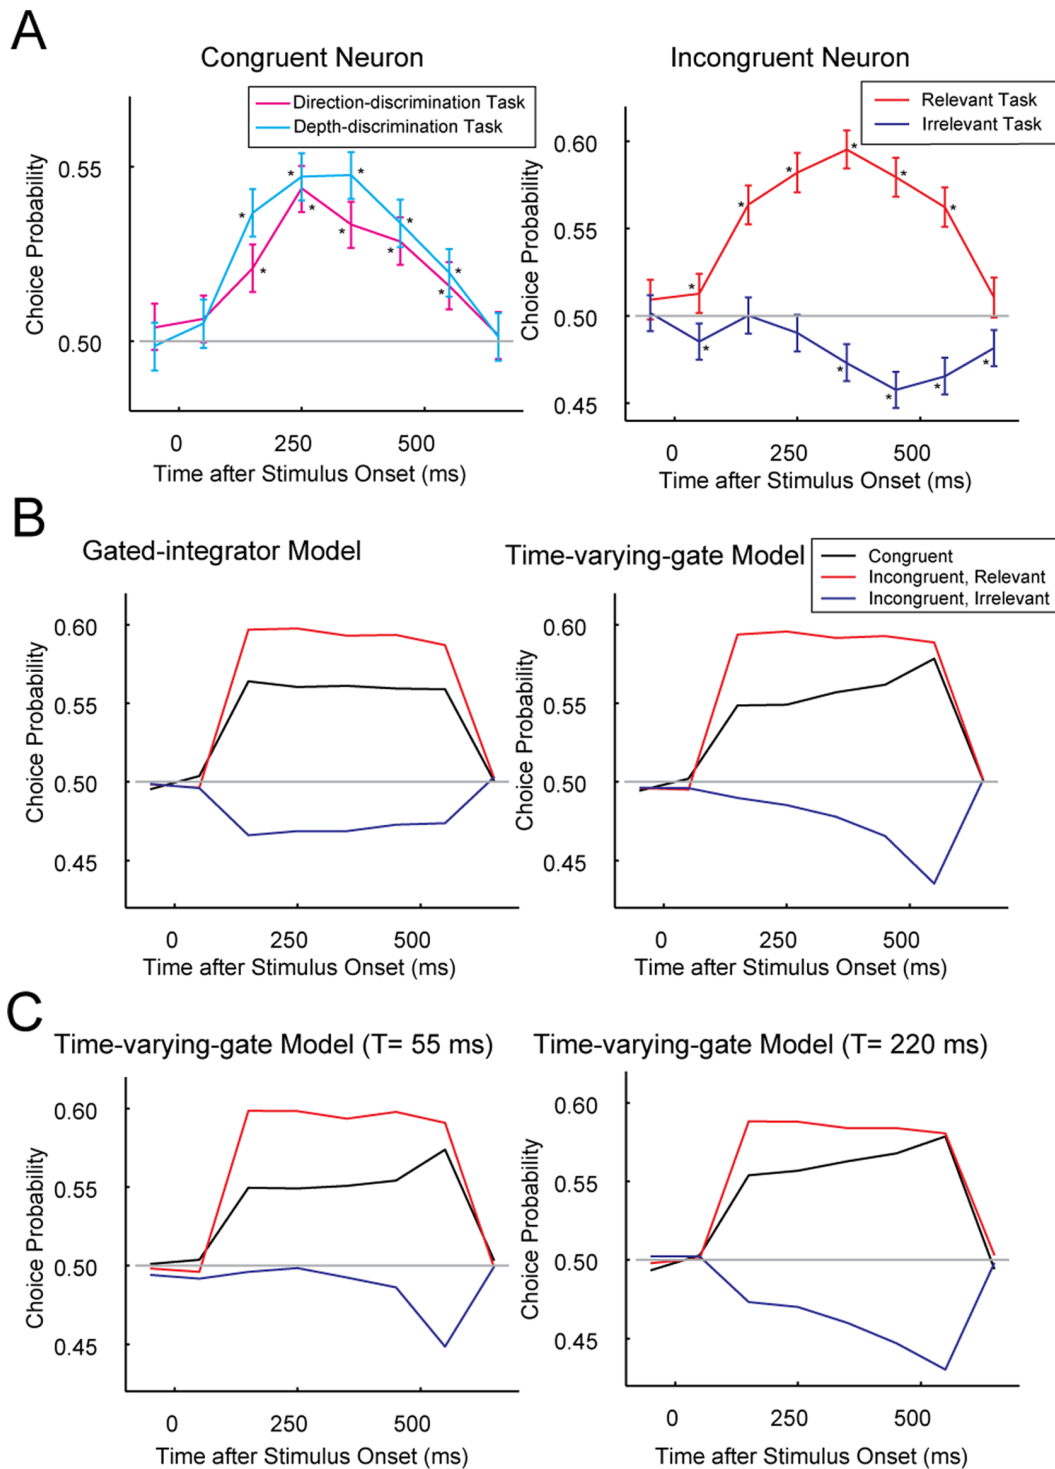 A
Congruent Neuron
Incongruent Neuron
Direction-discrimination Task
Depth-discrimination Task
Relevant Task
Irrelevant Task
Choice Probability
0.55
0.50
* * * * * * * * * *
0 250 500
Time after Stimulus Onset (ms)
Choice Probability
0.60
0.55
0.50
0.45
* * * * * * * * * * *
0 250 500
Time after Stimulus Onset (ms)
B
Gated-integrator Model
Time-varying-gate Model
Congruent
Incongruent, Relevant
Incongruent, Irrelevant
Choice Probability
0.60
0.55
0.50
0.45
0 250 500
Time after Stimulus Onset (ms)
Choice Probability
0.60
0.55
0.50
0.45
0 250 500
Time after Stimulus Onset (ms)
C
Time-varying-gate Model (T= 55 ms)
Time-varying-gate Model (T= 220 ms)
Choice Probability
0.60
0.55
0.50
0.45
0 250 500
Time after Stimulus Onset (ms)
Choice Probability
0.60
0.55
0.50
0.45
0 250 500
Time after Stimulus Onset (ms)